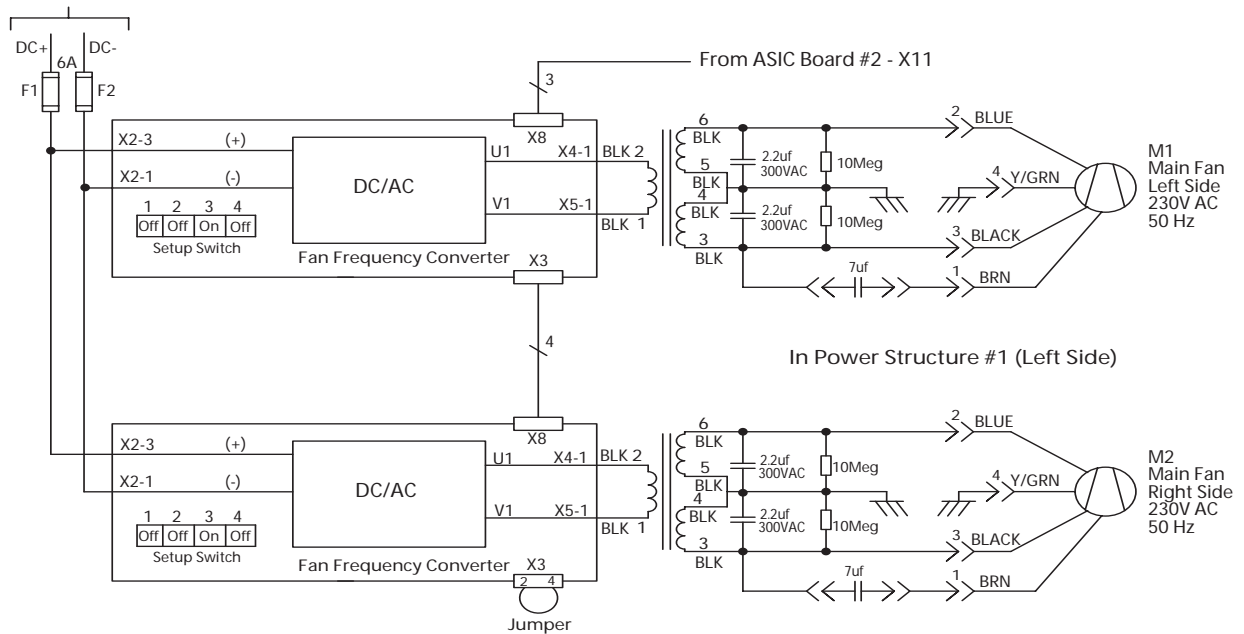 DC+ DC-
6A
F1 F2
From ASIC Board #2 - X11
3
X8
X2-3 (+)
X2-1 (-)
DC/AC
U1 X4-1 BLK 2
V1 X5-1
BLK 1
1 2 3 4
Off Off On Off
Setup Switch
Fan Frequency Converter
X3
6
BLK
5
BLK
4
BLK
3
BLK
2.2uf
300VAC
10Meg
2.2uf
300VAC
10Meg
2 BLUE
4 Y/GRN
3 BLACK
7uf
1 BRN
M1
Main Fan
Left Side
230V AC
50 Hz
4
In Power Structure #1 (Left Side)
X8
X2-3 (+)
X2-1 (-)
DC/AC
U1 X4-1 BLK 2
V1 X5-1
BLK 1
1 2 3 4
Off Off On Off
Setup Switch
Fan Frequency Converter
X3
2 4
Jumper
6
BLK
5
BLK
4
BLK
3
BLK
2.2uf
300VAC
10Meg
2.2uf
300VAC
10Meg
2 BLUE
4 Y/GRN
3 BLACK
7uf
1 BRN
M2
Main Fan
Right Side
230V AC
50 Hz